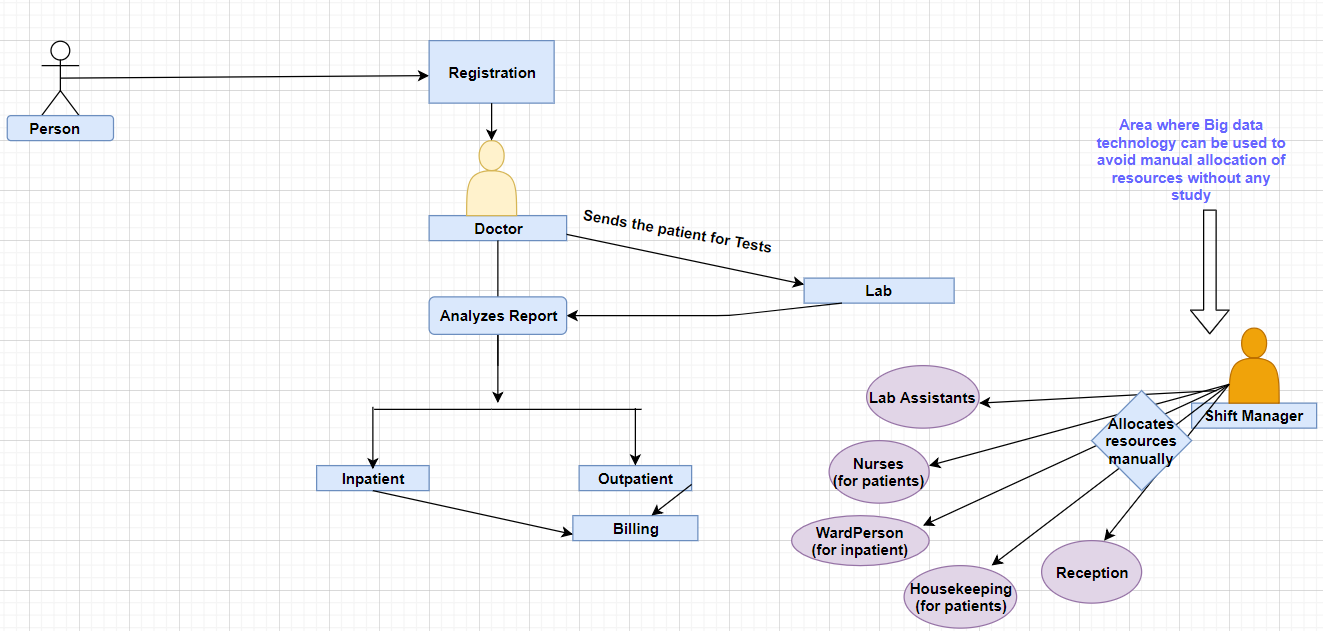 Person
Registration
Doctor
Sends the patient for Tests
Lab
Analyzes Report
Inpatient
Outpatient
Billing
Area where Big data
technology can be used to
avoid manual allocation of
resources without any
study
Shift Manager
Allocates
resources
manually
Lab Assistants
Nurses
(for patients)
WardPerson
(for inpatient)
Housekeeping
(for patients)
Reception